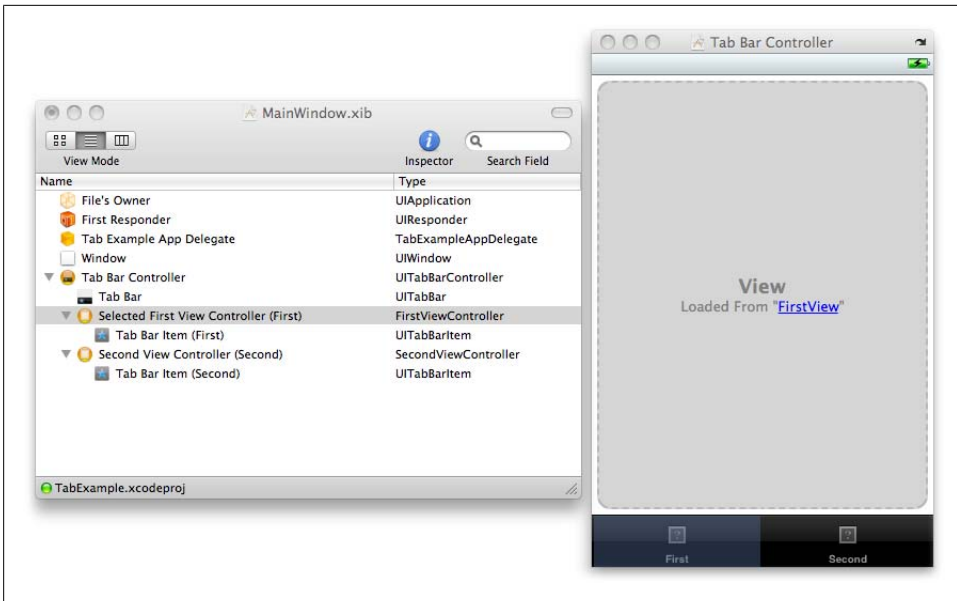 MainWindow.xib
View Mode
Inspector
Search Field
Name Type
File's Owner UIApplication
First Responder UIResponder
Tab Example App Delegate TabExampleAppDelegate
Window UIWindow
Tab Bar Controller UITabBarController
Tab Bar UITabBar
Selected First View Controller (First) FirstViewController
Tab Bar Item (First) UITabBarItem
Second View Controller (Second) SecondViewController
Tab Bar Item (Second) UITabBarItem
TabExample.xcodeproj
Tab Bar Controller
View
Loaded From "FirstView"
First
Second